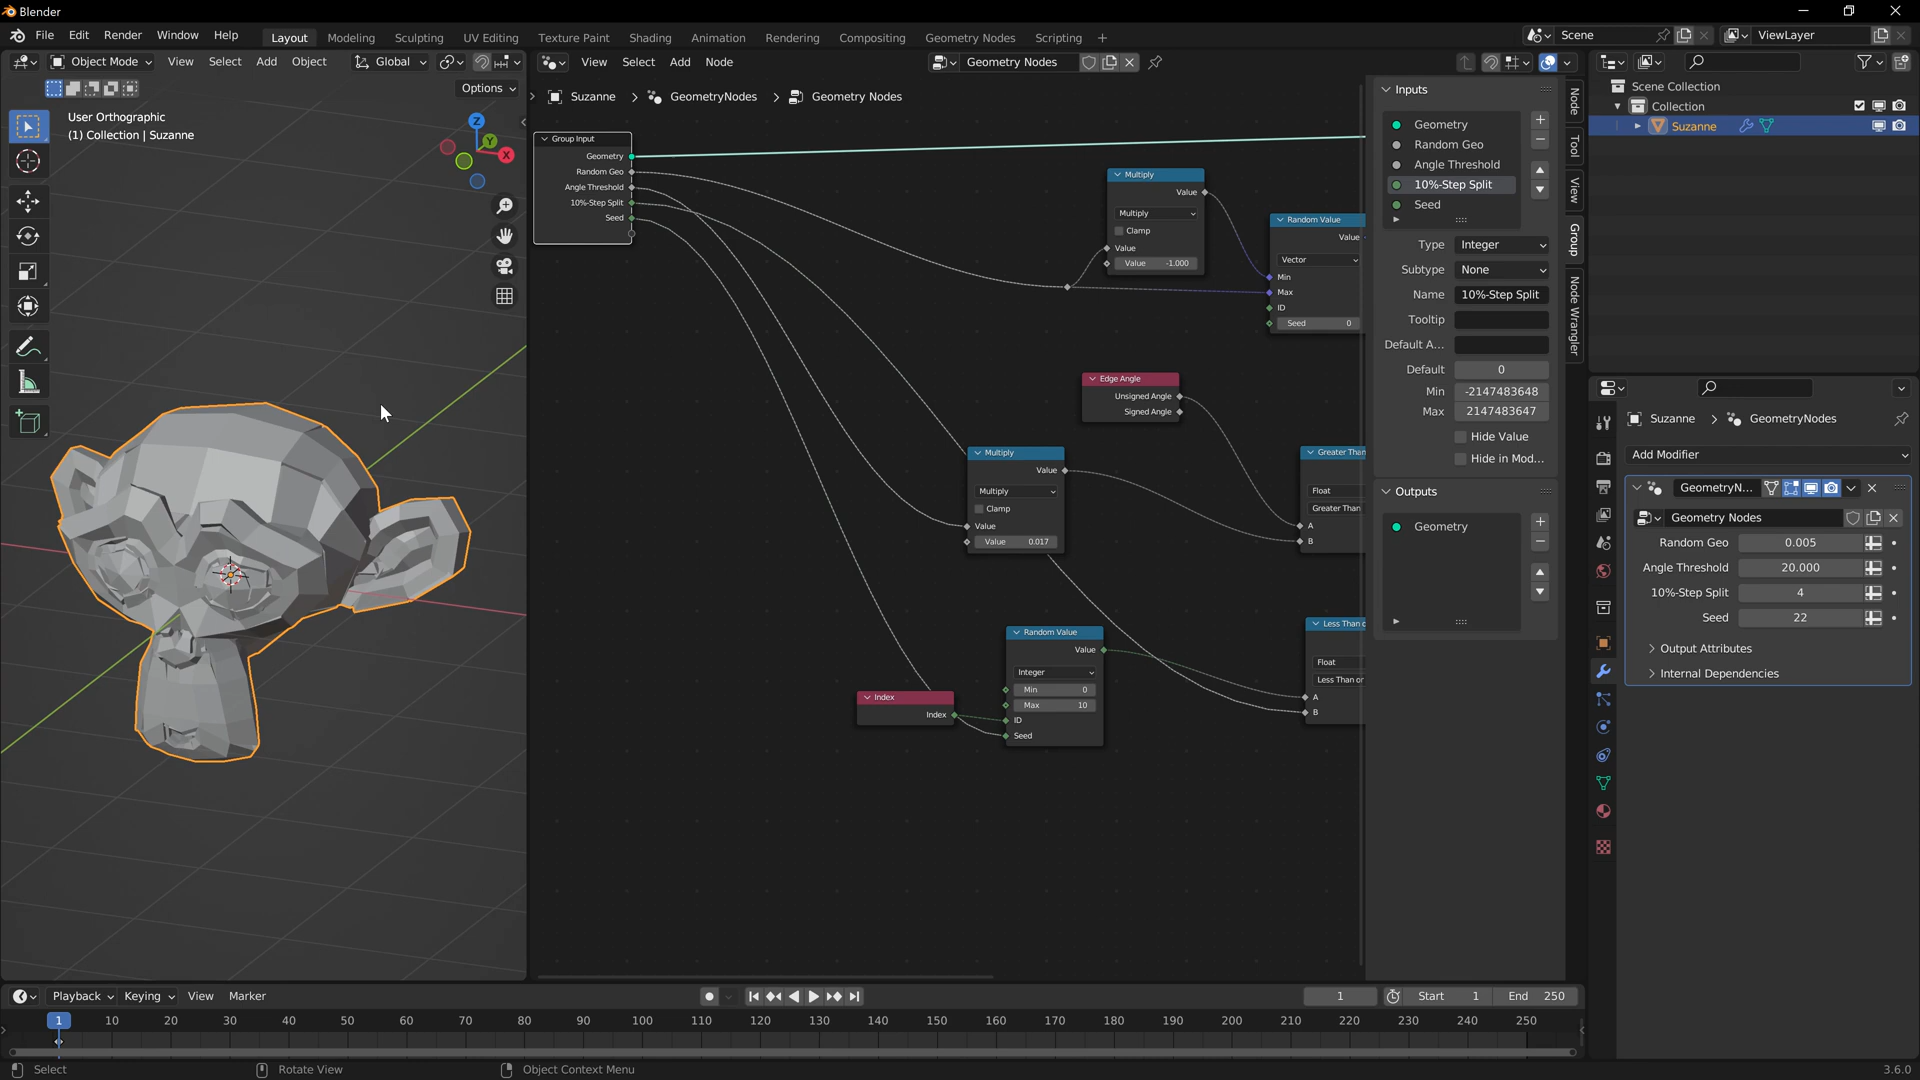 Blender
File Edit Render Window Help
Layout Modeling Sculpting UV Editing Texture Paint Shading Animation Rendering Compositing Geometry Nodes Scripting +
Scene
ViewLayer
Object Mode View Select Add Object Global
Options
User Orthographic
(1) Collection | Suzanne
Z
Y
X
View Select Add Node
Geometry Nodes
Suzanne > GeometryNodes > Geometry Nodes
Group Input
Geometry
Random Geo
Angle Threshold
10%-Step Split
Seed
Multiply
Value
Multiply
Clamp
Value
Value -1.000
Random Value
Value
Vector
Min
Max
ID
Seed 0
Edge Angle
Unsigned Angle
Signed Angle
Multiply
Value
Multiply
Clamp
Value
Value 0.017
Greater Than
Float
Greater Than
A
B
Random Value
Value
Integer
Min 0
Max 10
ID
Seed
Index
Index
Less Than o
Float
Less Than or
A
B
Inputs
Geometry
Random Geo
Angle Threshold
10%-Step Split
Seed
Type Integer
Subtype None
Name 10%-Step Split
Tooltip
Default A...
Default 0
Min -2147483648
Max 2147483647
Hide Value
Hide in Mod...
Outputs
Geometry
Node
Tool
View
Group
Node Wrangler
Scene Collection
Collection
Suzanne
Suzanne > GeometryNodes
Add Modifier
GeometryN...
Geometry Nodes
Random Geo 0.005
Angle Threshold 20.000
10%-Step Split 4
Seed 22
Output Attributes
Internal Dependencies
Playback Keying View Marker
1
Start 1
End 250
1 10 20 30 40 50 60 70 80 90 100 110 120 130 140 150 160 170 180 190 200 210 220 230 240 250
Select
Rotate View
Object Context Menu
3.6.0